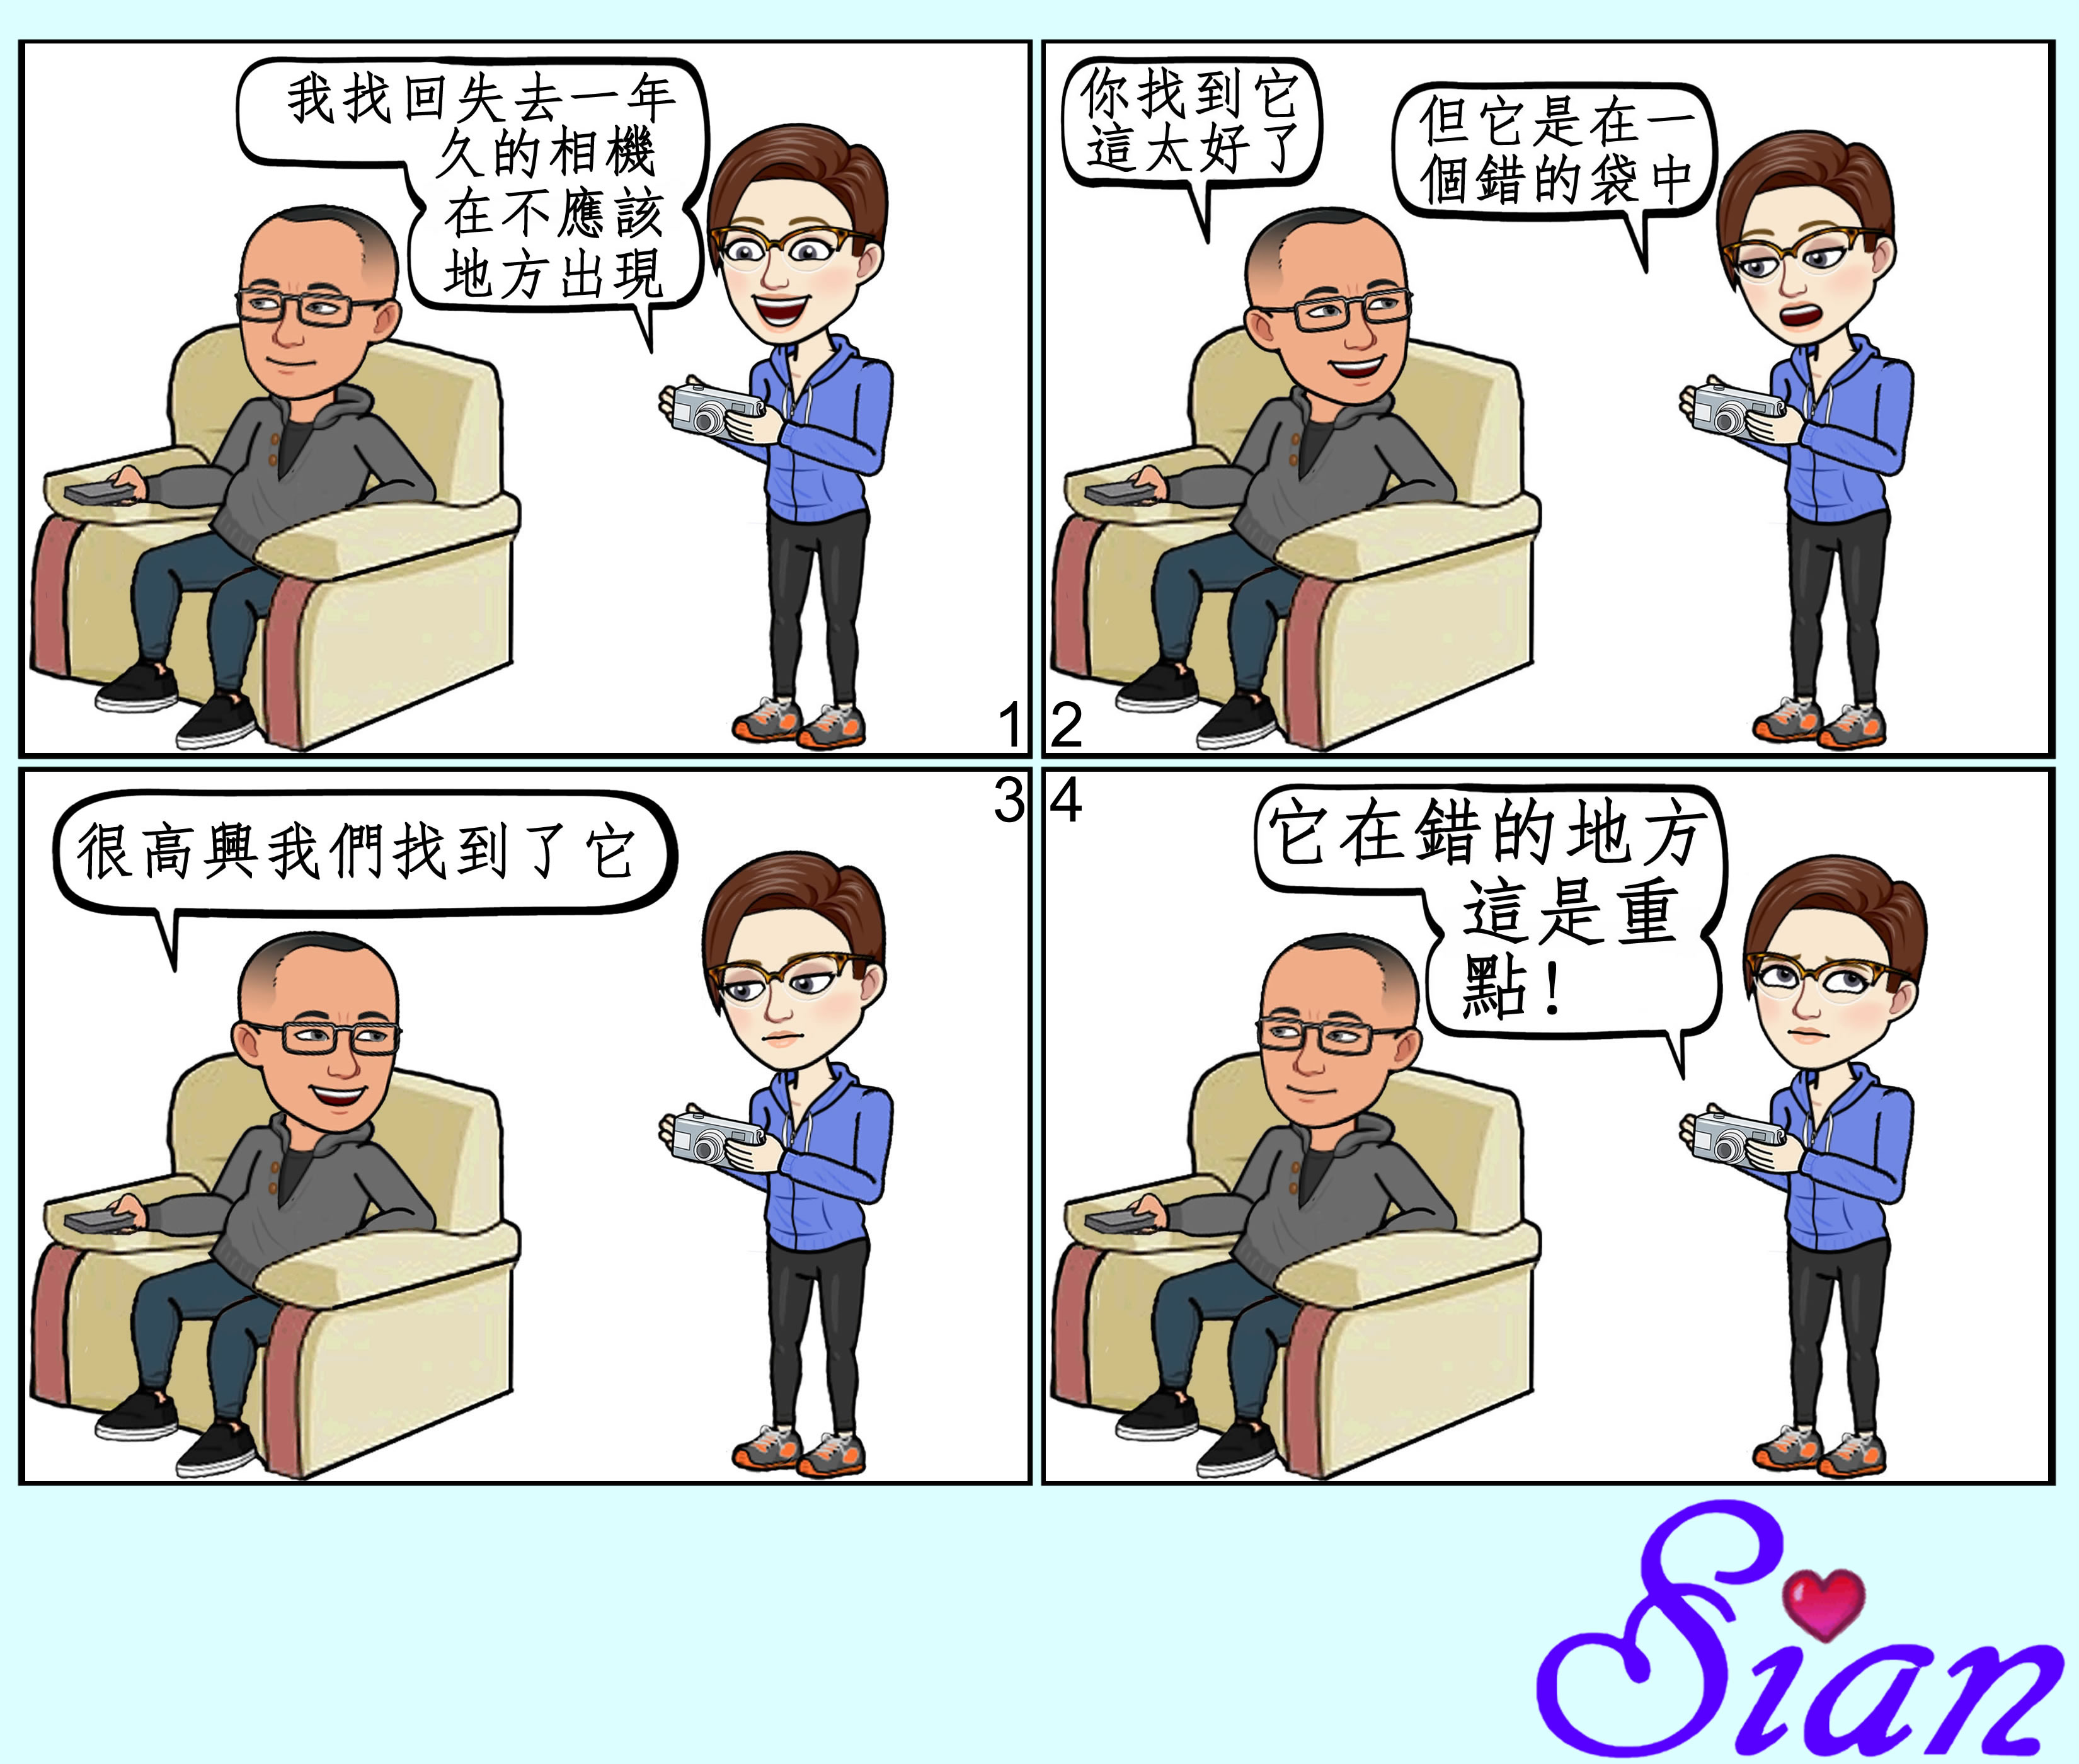 我找回失去一年
久的相機
在不應該
地方出現
1
你找到它
這太好了
但它是在一
個錯的袋中
2
很高興我們找到了它
3
它在錯的地方
這是重
點!
4
Sian